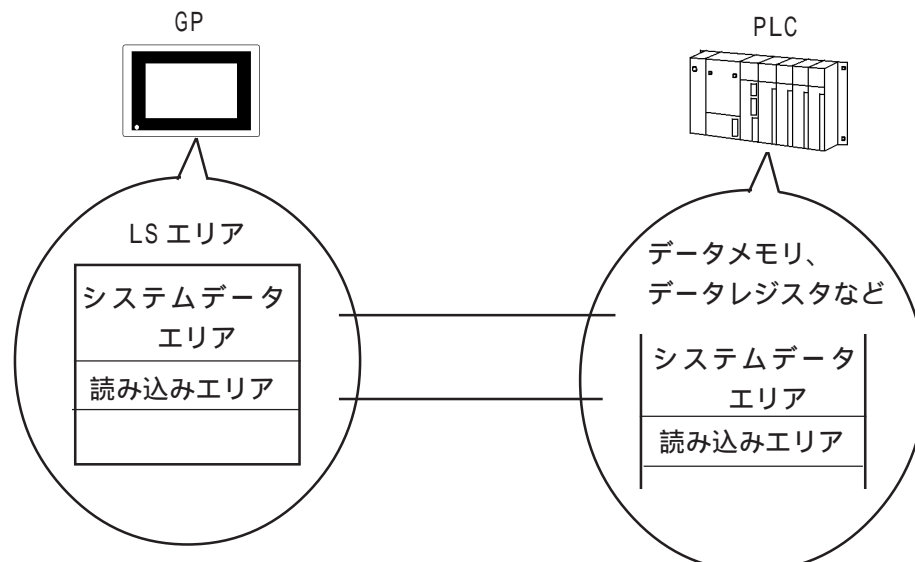 GP
PLC
LSエリア
システムデータ
エリア
読み込みエリア
データメモリ、
データレジスタなど
システムデータ
エリア
読み込みエリア